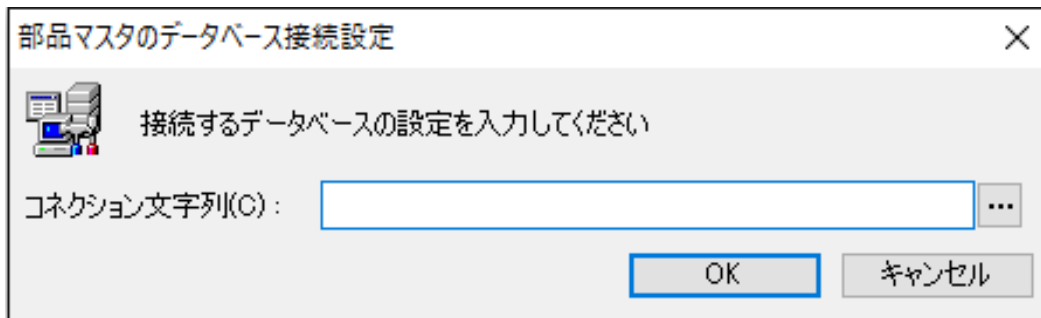 部品マスタのデータベース接続設定
接続するデータベースの設定を入力してください
コネクション文字列(C) :
...
OK キャンセル